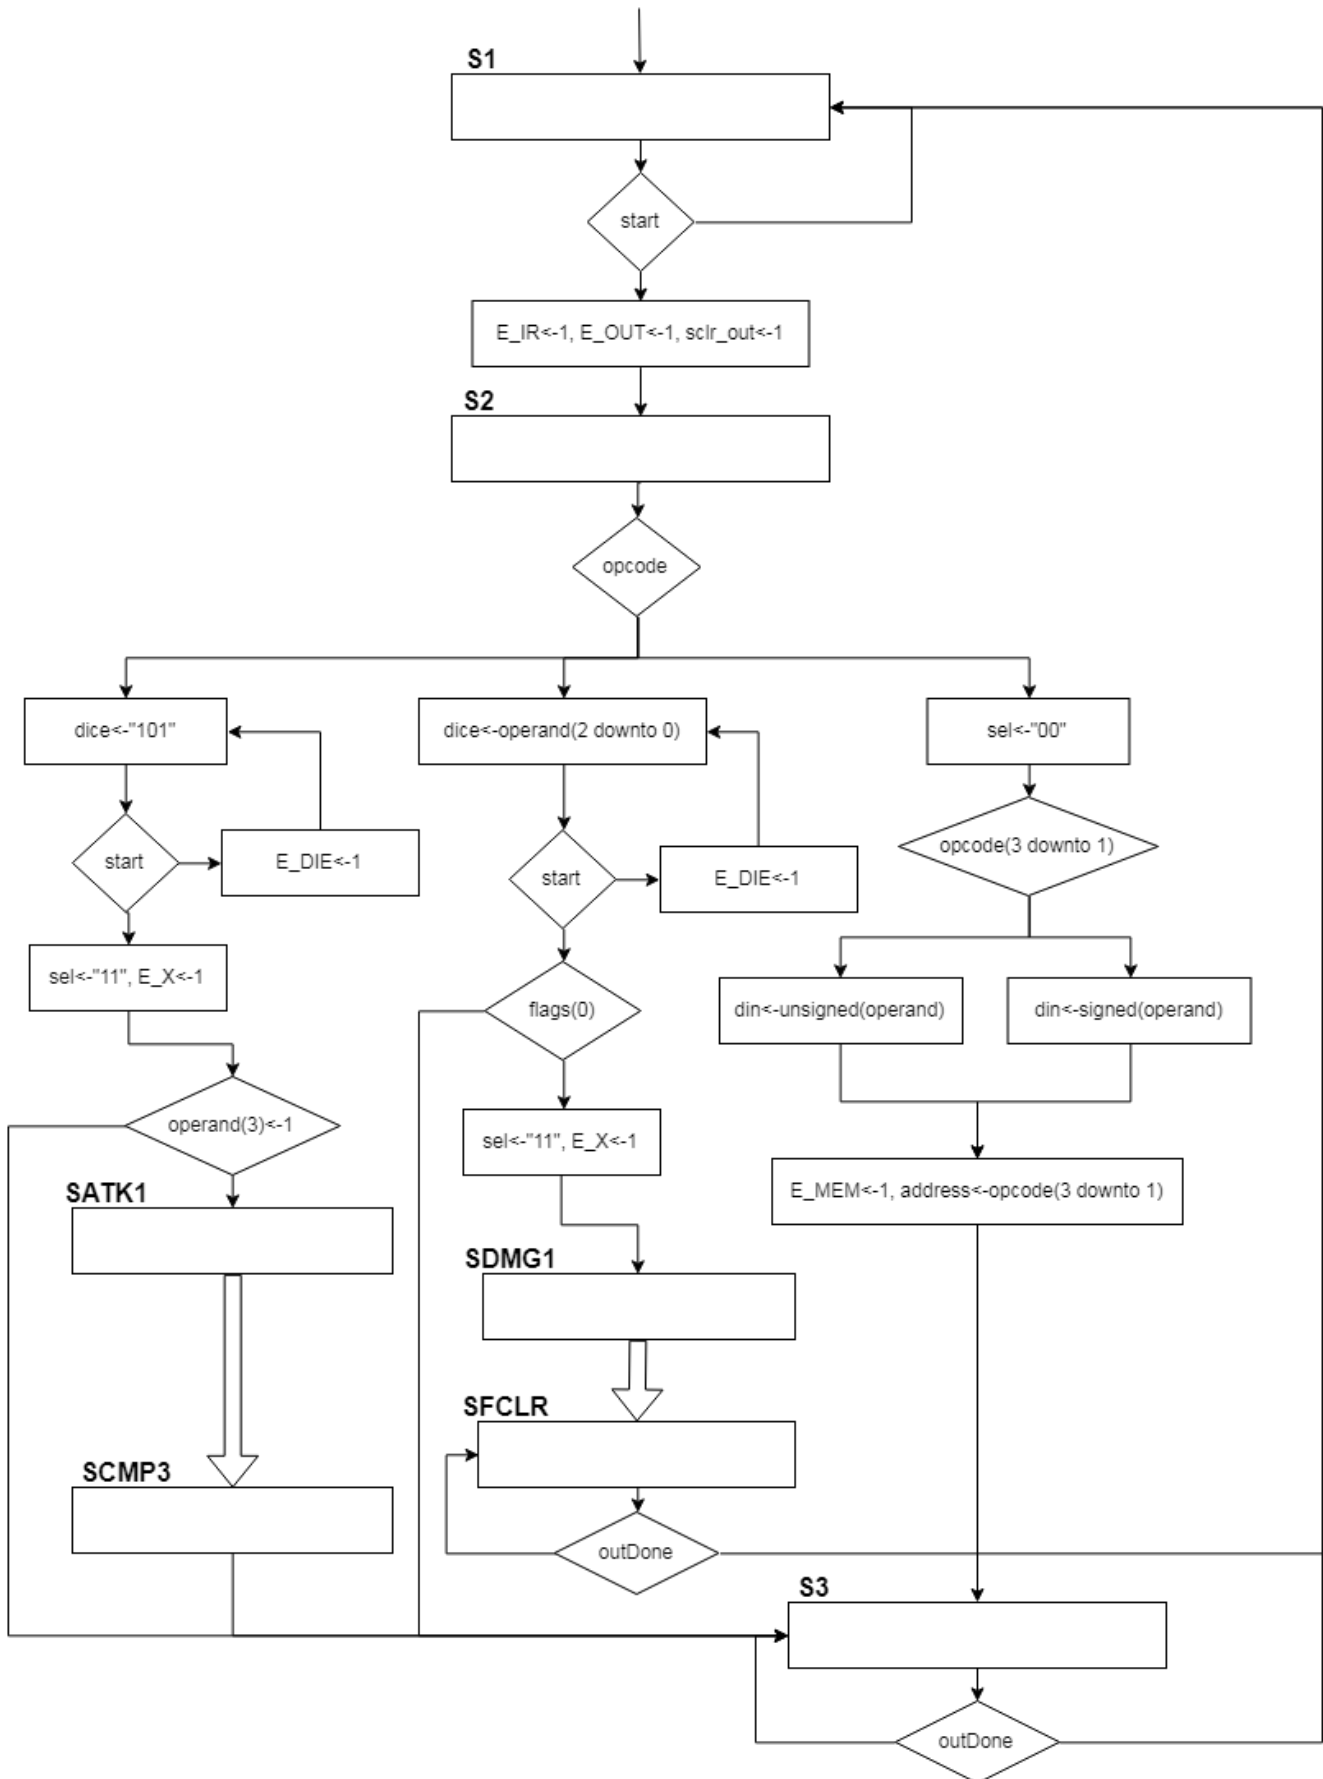 S1
start
E_IR<-1, E_OUT<-1, sclr_out<-1
S2
opcode
dice<-"101"
dice<-operand(2 downto 0)
sel<-"00"
start
E_DIE<-1
start
E_DIE<-1
opcode(3 downto 1)
sel<-"11", E_X<-1
flags(0)
din<-unsigned(operand)
din<-signed(operand)
operand(3)<-1
sel<-"11", E_X<-1
E_MEM<-1, address<-opcode(3 downto 1)
SATK1
SDMG1
SFCLR
SCMP3
outDone
S3
outDone